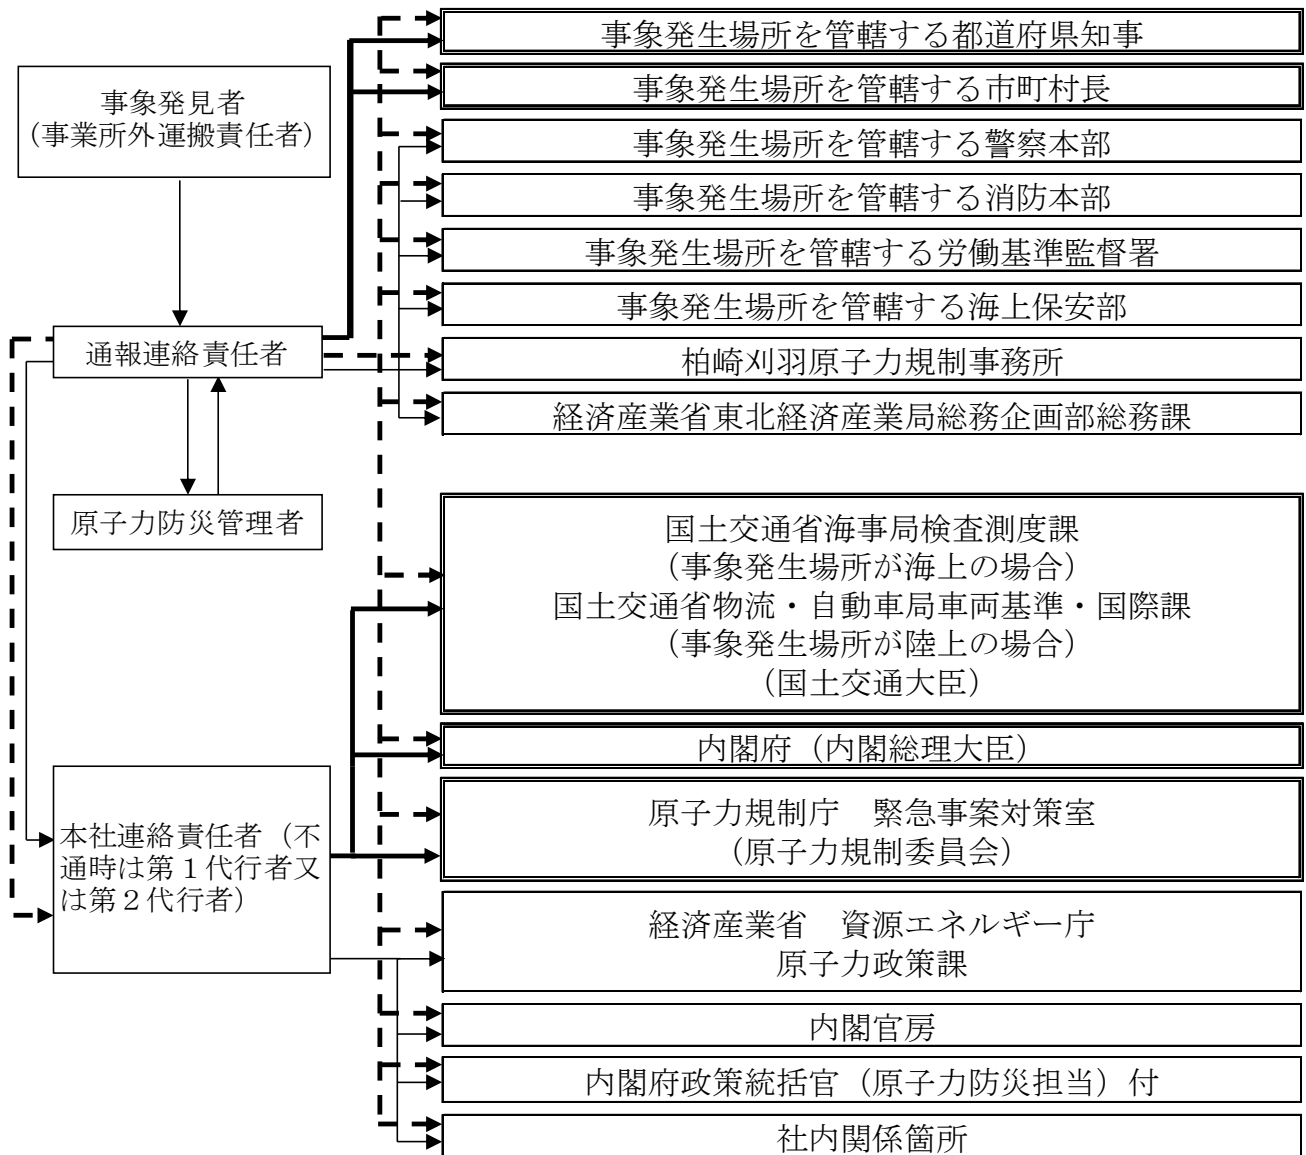 事象発生場所を管轄する都道府県知事
事象発見者
（事業所外運搬責任者）
事象発生場所を管轄する市町村長
事象発生場所を管轄する警察本部
事象発生場所を管轄する消防本部
事象発生場所を管轄する労働基準監督署
事象発生場所を管轄する海上保安部
通報連絡責任者
柏崎刈羽原子力規制事務所
経済産業省東北経済産業局総務企画部総務課
原子力防災管理者
国土交通省海事局検査測度課
（事象発生場所が海上の場合）
国土交通省物流・自動車局車両基準・国際課
（事象発生場所が陸上の場合）
（国土交通大臣）
内閣府（内閣総理大臣）
本社連絡責任者（不
通時は第１代行者又
は第２代行者）
原子力規制庁　緊急事案対策室
（原子力規制委員会）
経済産業省　資源エネルギー庁
原子力政策課
内閣官房
内閣府政策統括官（原子力防災担当）付
社内関係箇所